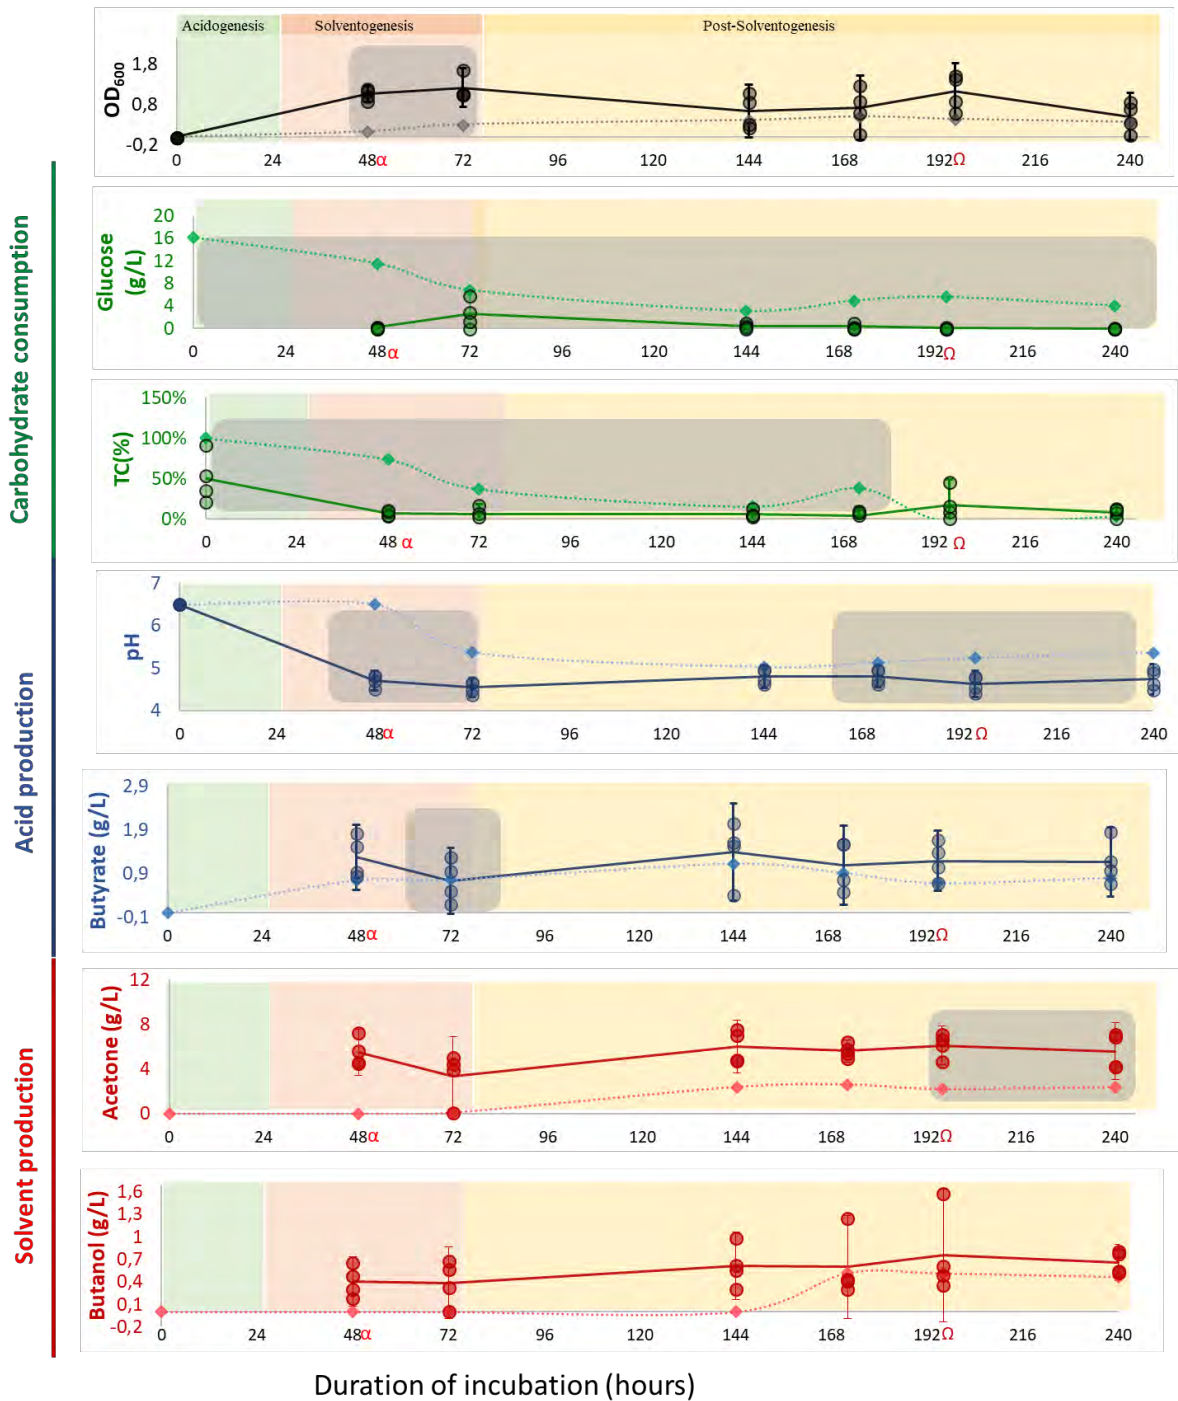 Acidogenesis Solventogenesis Post-Solventogenesis
OD600
1,8
0,8
-0,2
0 24 48α 72 96 120 144 168 192Ω 216 240
Carbohydrate consumption
Glucose
(g/L)
20
16
12
8
4
0
0 24 48α 72 96 120 144 168 192Ω 216 240
TC(%)
150%
100%
50%
0%
0 24 48 α 72 96 120 144 168 192 Ω 216 240
Acid production
pH
7
6
5
4
0 24 48α 72 96 120 144 168 192Ω 216 240
Butyrate (g/L)
2,9
1,9
0,9
-0,1
0 24 48α 72 96 120 144 168 192Ω 216 240
Solvent production
Acetone (g/L)
12
8
4
0
0 24 48α 72 96 120 144 168 192Ω 216 240
Butanol (g/L)
1,6
1,3
1
0,7
0,4
0,1
-0,2
0 24 48α 72 96 120 144 168 192Ω 216 240
Duration of incubation (hours)